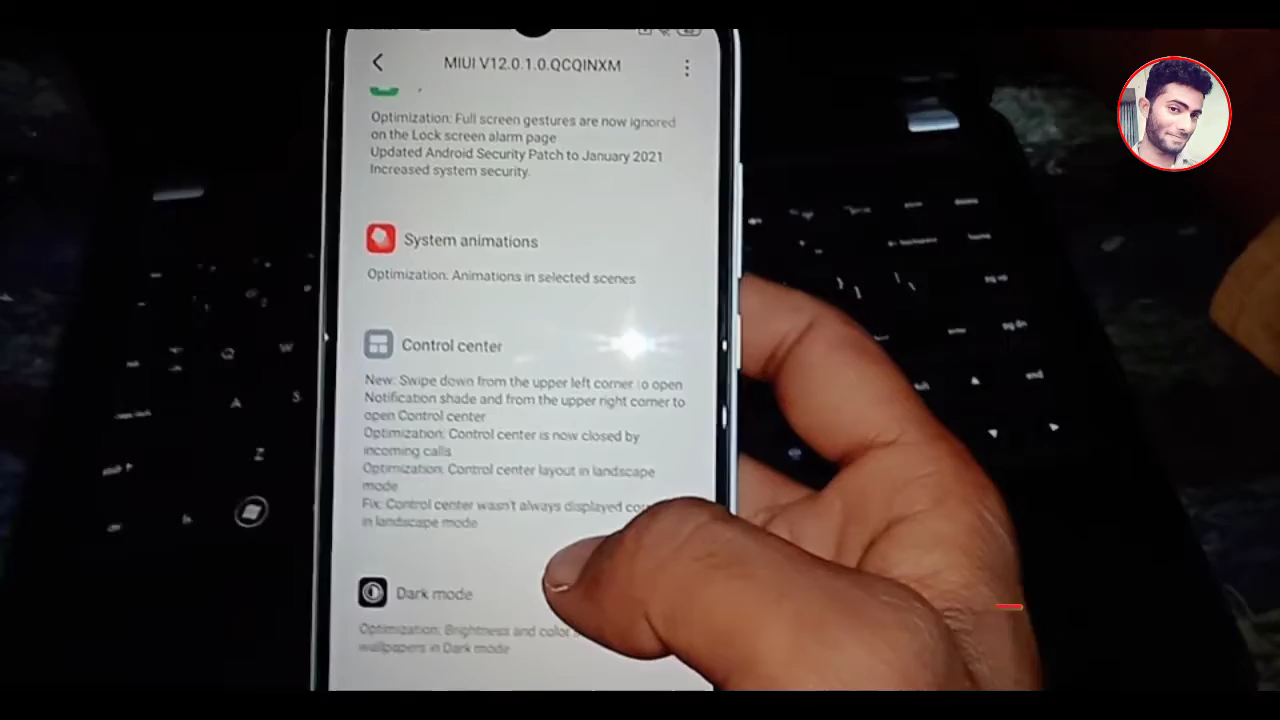 MIUI V12.0.1.0.QCQINXM
Optimization: Full screen gestures are now ignored
on the Lock screen alarm page
Updated Android Security Patch to January 2021
Increased system security.
System animations
Optimization: Animations in selected scenes
Control center
New: Swipe down from the upper left corner to open
Notification shade and from the upper right corner to
open Control center
Optimization: Control center is now closed by
incoming calls
Optimization: Control center layout in landscape
mode
Fix: Control center wasn't always displayed
in landscape mode
Dark mode
Optimization: Brightness and color
wallpapers in Dark mode
Q
W
A
S
Z
end